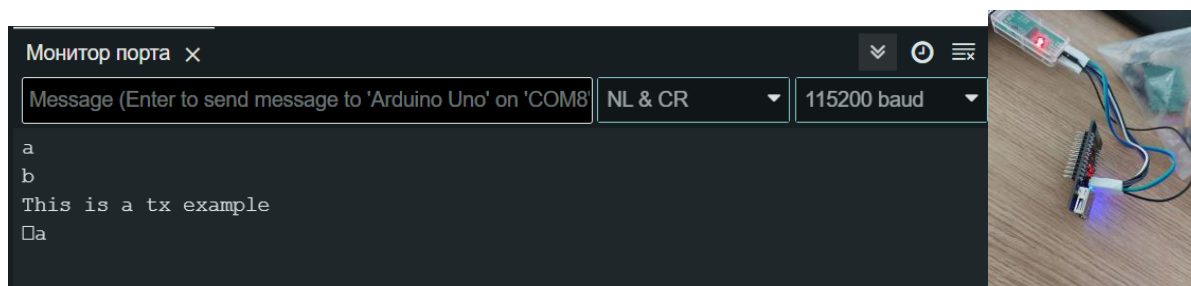 Монитор порта
Message (Enter to send message to 'Arduino Uno' on 'COM8' NL & CR 115200 baud
a
b
This is a tx example
□a